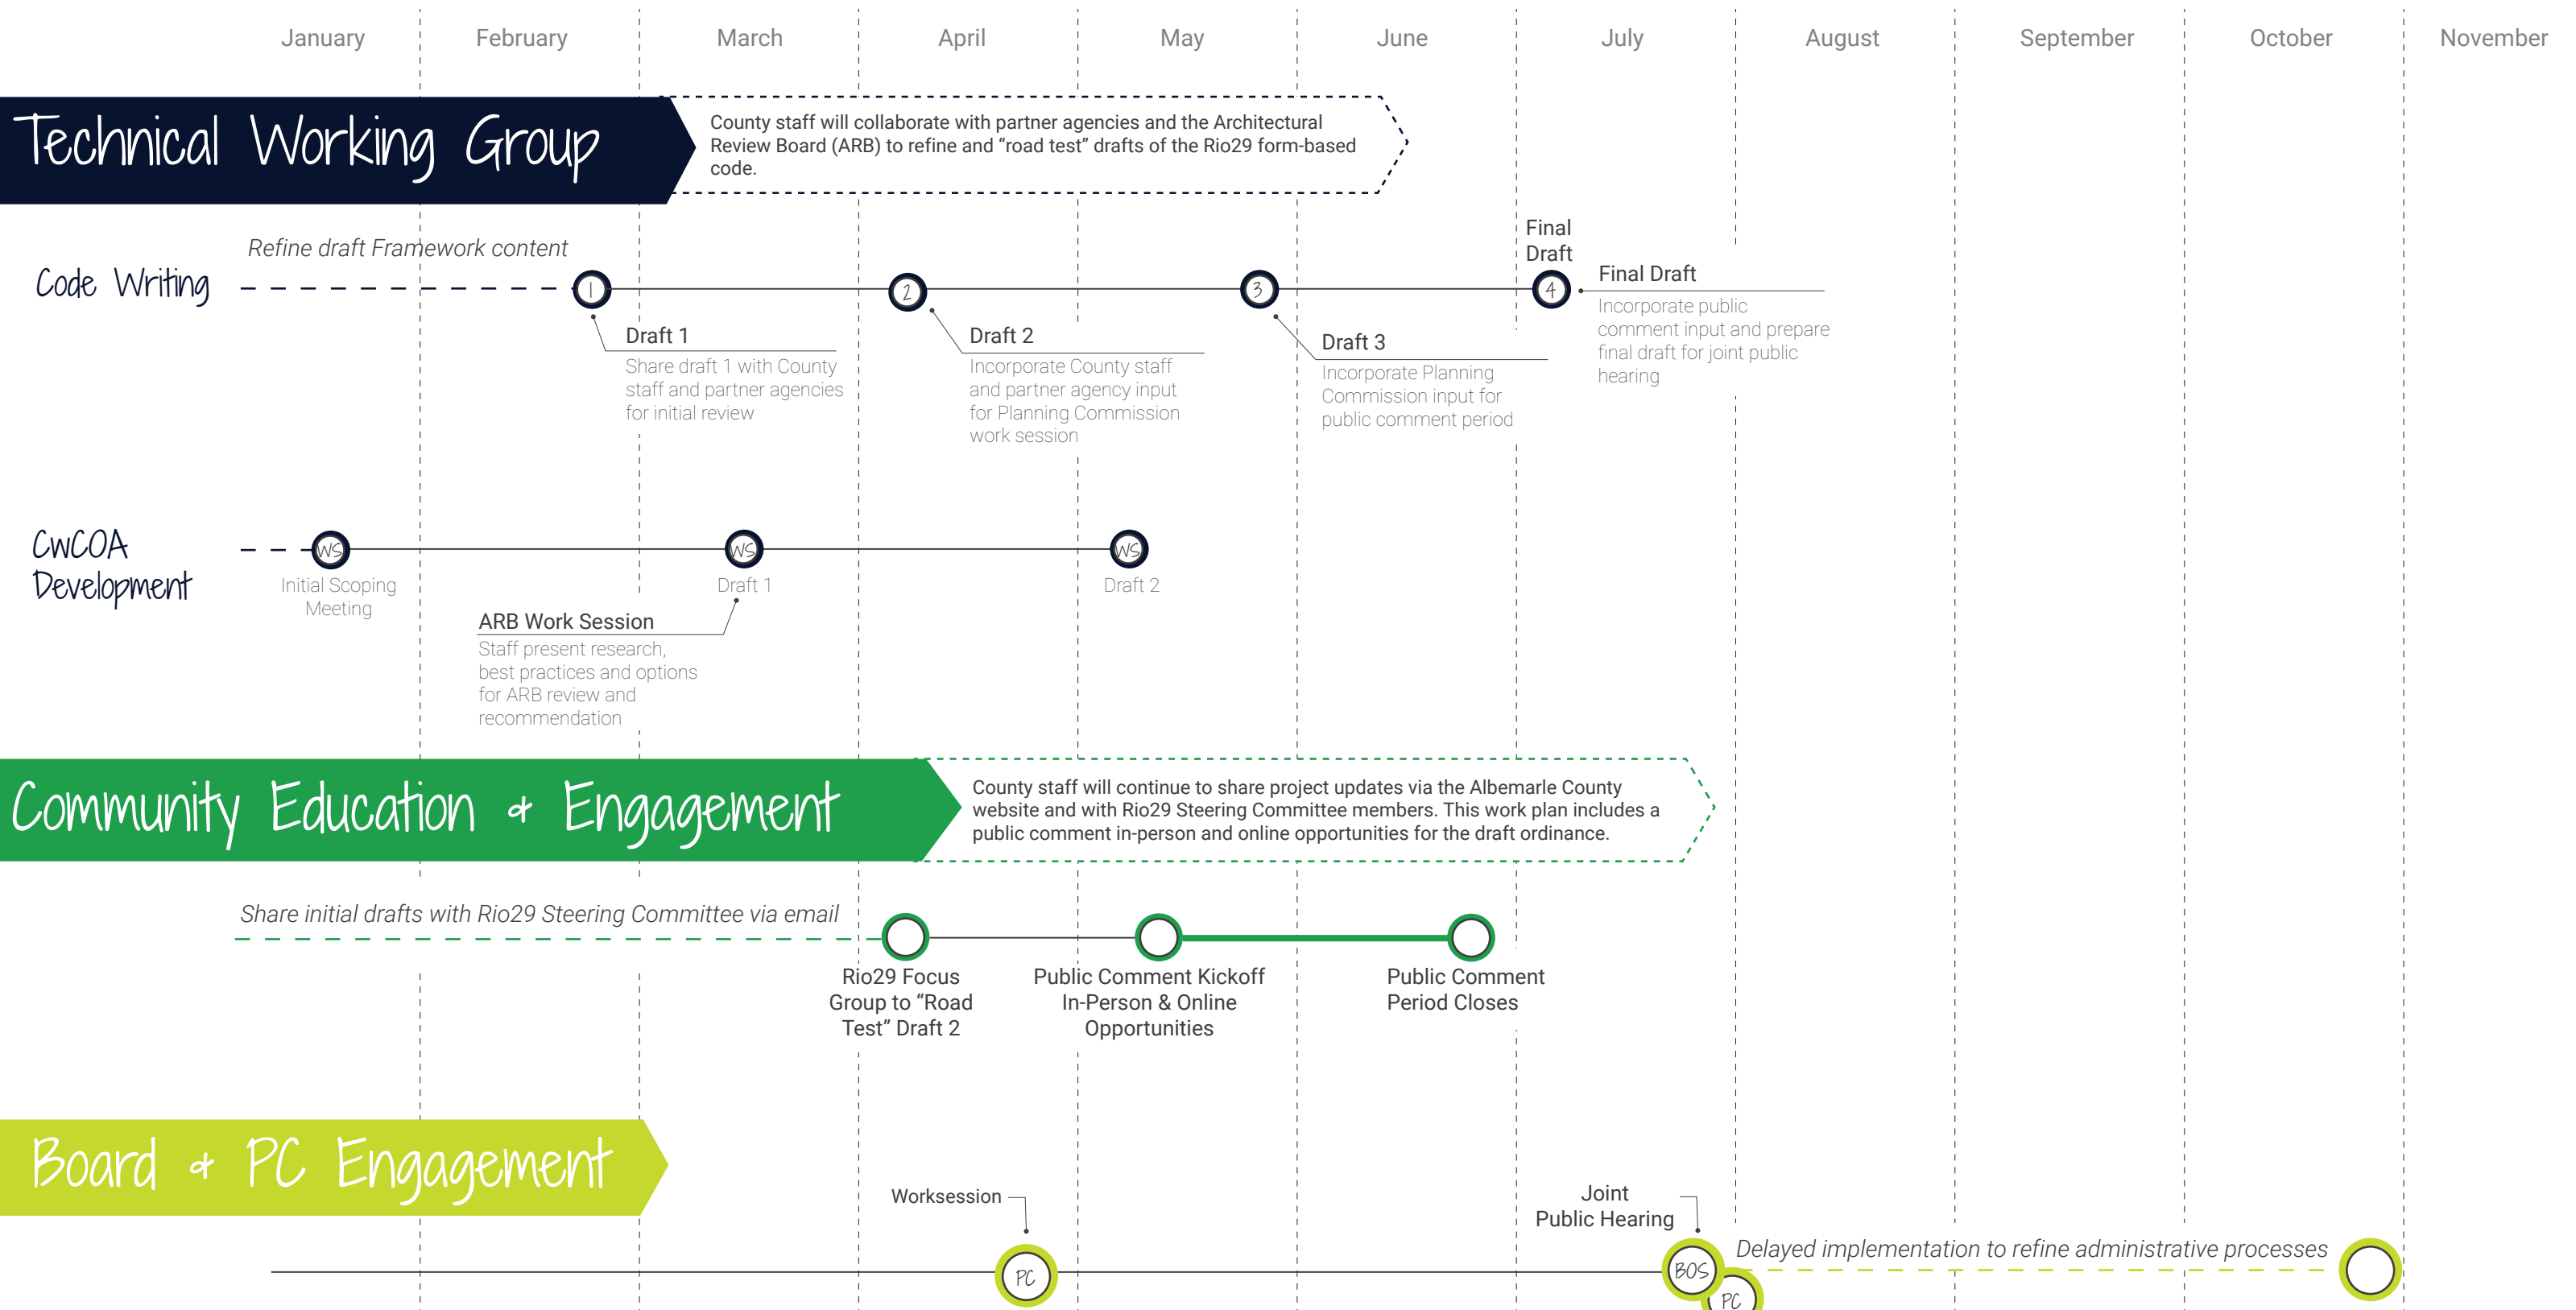 January February March April May June July August September October November
Technical Working Group
County staff will collaborate with partner agencies and the Architectural
Review Board (ARB) to refine and “road test” drafts of the Rio29 form-based
code.
Code Writing
Refine draft Framework content
1
2
3
Final
Draft
4
Draft 1
Share draft 1 with County
staff and partner agencies
for initial review
Draft 2
Incorporate County staff
and partner agency input
for Planning Commission
work session
Draft 3
Incorporate Planning
Commission input for
public comment period
Final Draft
Incorporate public
comment input and prepare
final draft for joint public
hearing
CwCOA
Development
WS
Initial Scoping
Meeting
WS
Draft 1
WS
Draft 2
ARB Work Session
Staff present research,
best practices and options
for ARB review and
recommendation
Community Education & Engagement
County staff will continue to share project updates via the Albemarle County
website and with Rio29 Steering Committee members. This work plan includes a
public comment in-person and online opportunities for the draft ordinance.
Share initial drafts with Rio29 Steering Committee via email
Rio29 Focus
Group to “Road
Test” Draft 2
Public Comment Kickoff
In-Person & Online
Opportunities
Public Comment
Period Closes
Board & PC Engagement
Worksession
PC
Joint
Public Hearing
BOS
PC
Delayed implementation to refine administrative processes